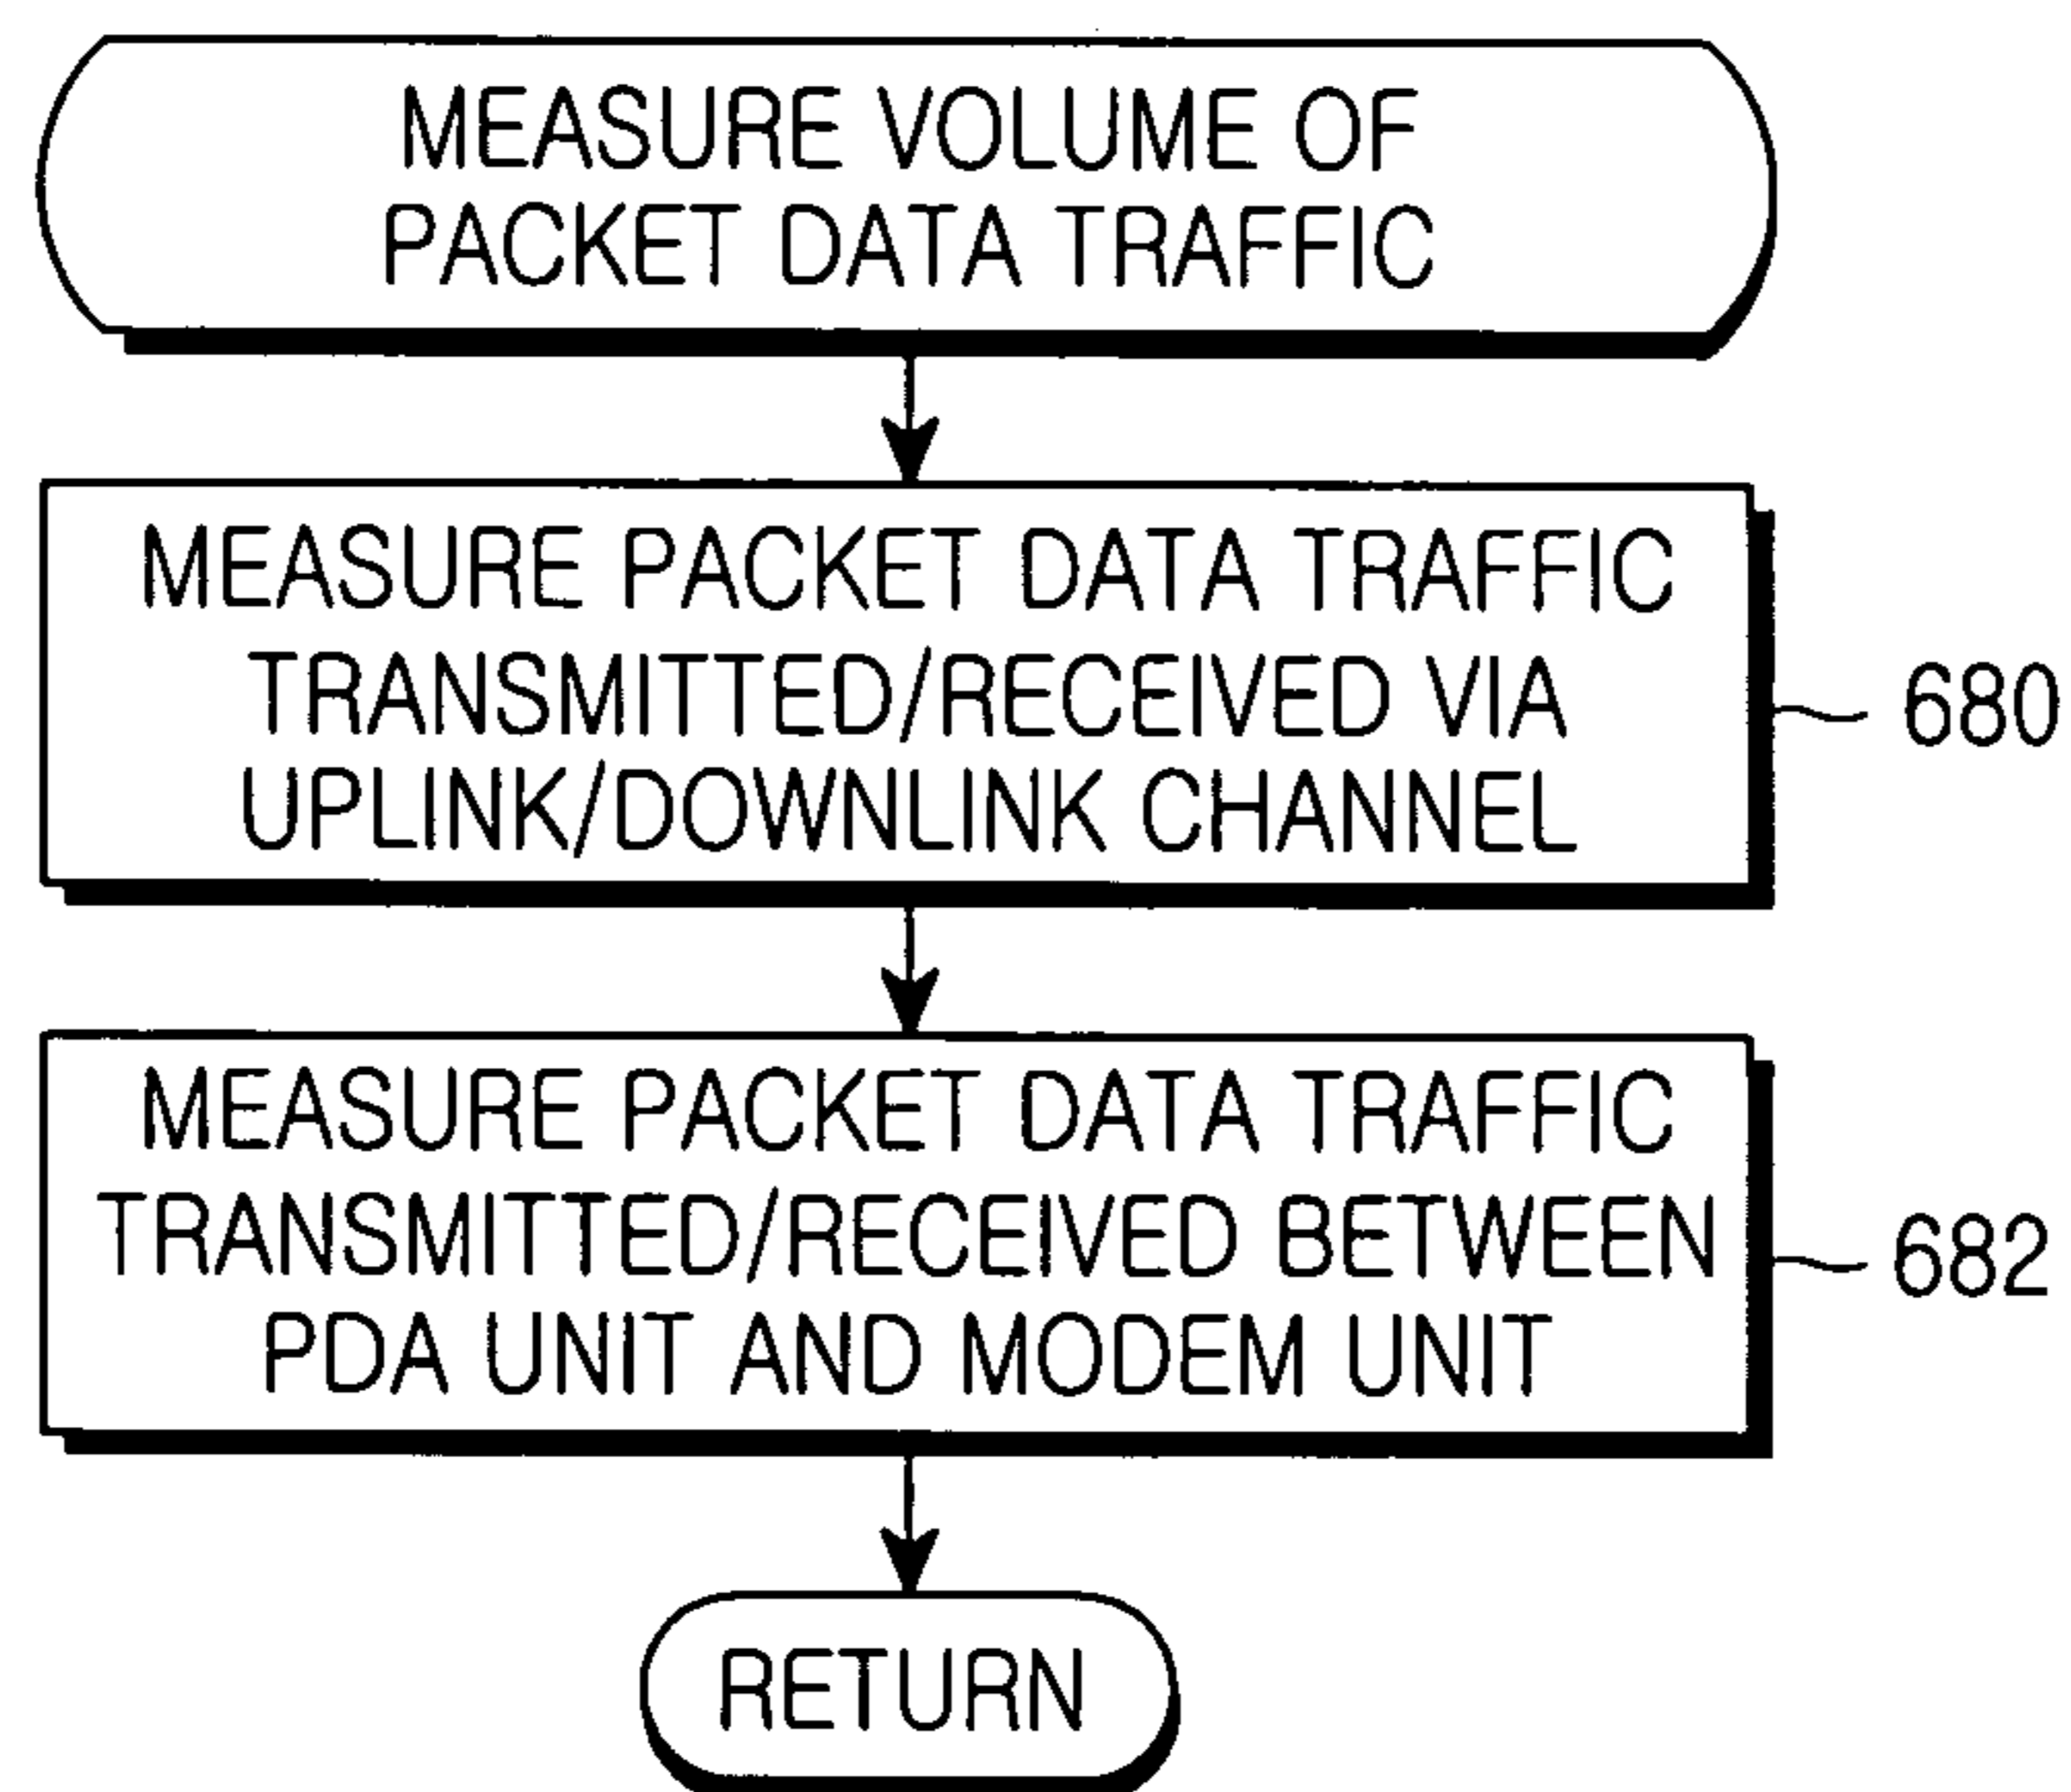 MEASURE VOLUME OF
PACKET DATA TRAFFIC
MEASURE PACKET DATA TRAFFIC
TRANSMITTED/RECEIVED VIA
UPLINK/DOWNLINK CHANNEL
680
MEASURE PACKET DATA TRAFFIC
TRANSMITTED/RECEIVED BETWEEN
PDA UNIT AND MODEM UNIT
682
RETURN